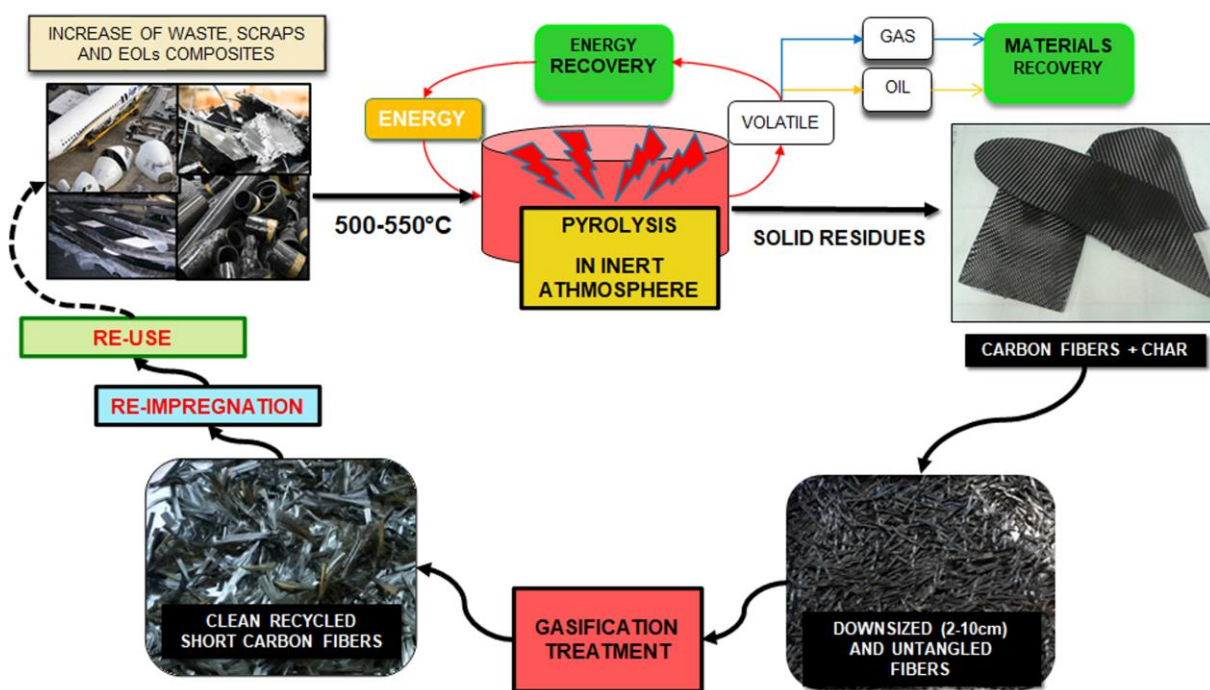 INCREASE OF WASTE, SCRAPS
AND EOLs COMPOSITES
ENERGY
RECOVERY
ENERGY
VOLATILE
GAS
OIL
MATERIALS
RECOVERY
500-550°C
PYROLYSIS
IN INERT
ATHMOSPHERE
SOLID RESIDUES
CARBON FIBERS + CHAR
RE-USE
RE-IMPREGNATION
CLEAN RECYCLED
SHORT CARBON FIBERS
GASIFICATION
TREATMENT
DOWNSIZED (2-10cm)
AND UNTANGLED
FIBERS